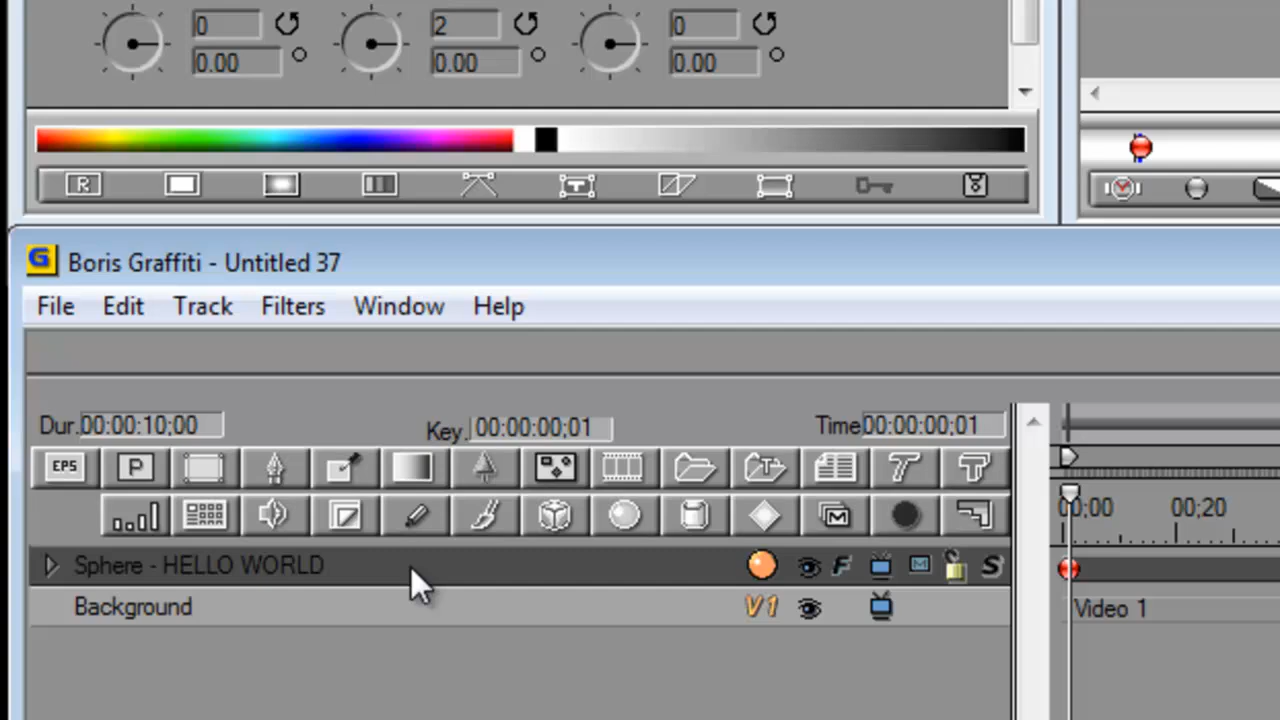 0 2 0
0.00 0.00 0.00
R T
G Boris Graffiti - Untitled 37
File Edit Track Filters Window Help
Dur. 00:00:10;00 Key. 00:00:00;01 Time 00:00:00;01
EPS P T T T
M
00;00 00;20
Sphere - HELLO WORLD F S
Background V1 Video 1